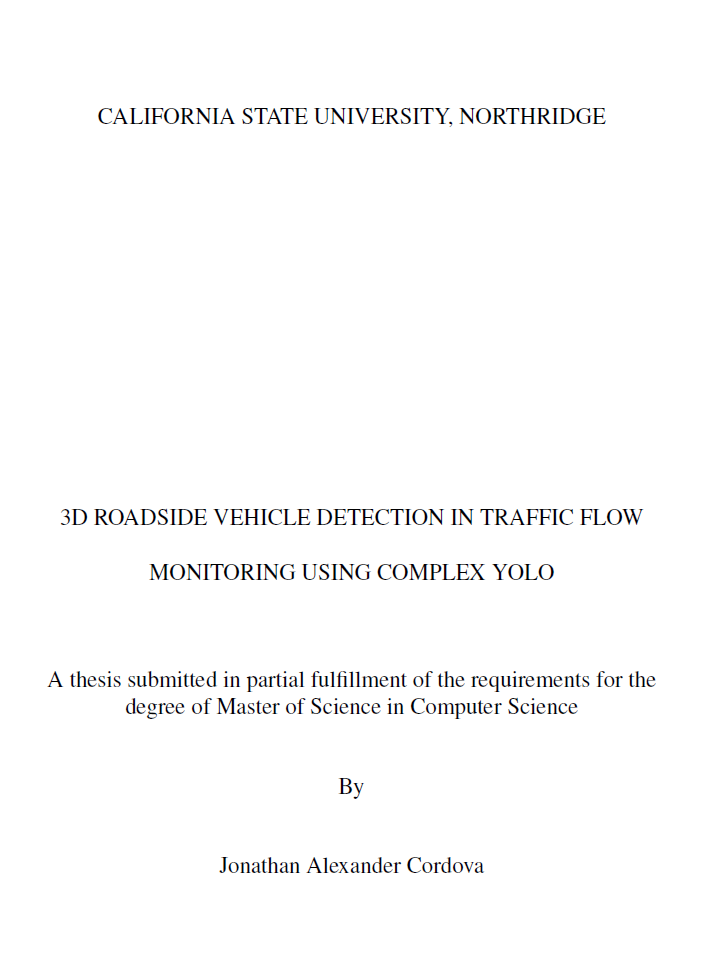 CALIFORNIA STATE UNIVERSITY, NORTHRIDGE
3D ROADSIDE VEHICLE DETECTION IN TRAFFIC FLOW
MONITORING USING COMPLEX YOLO
A thesis submitted in partial fulfillment of the requirements for the
degree of Master of Science in Computer Science
By
Jonathan Alexander Cordova